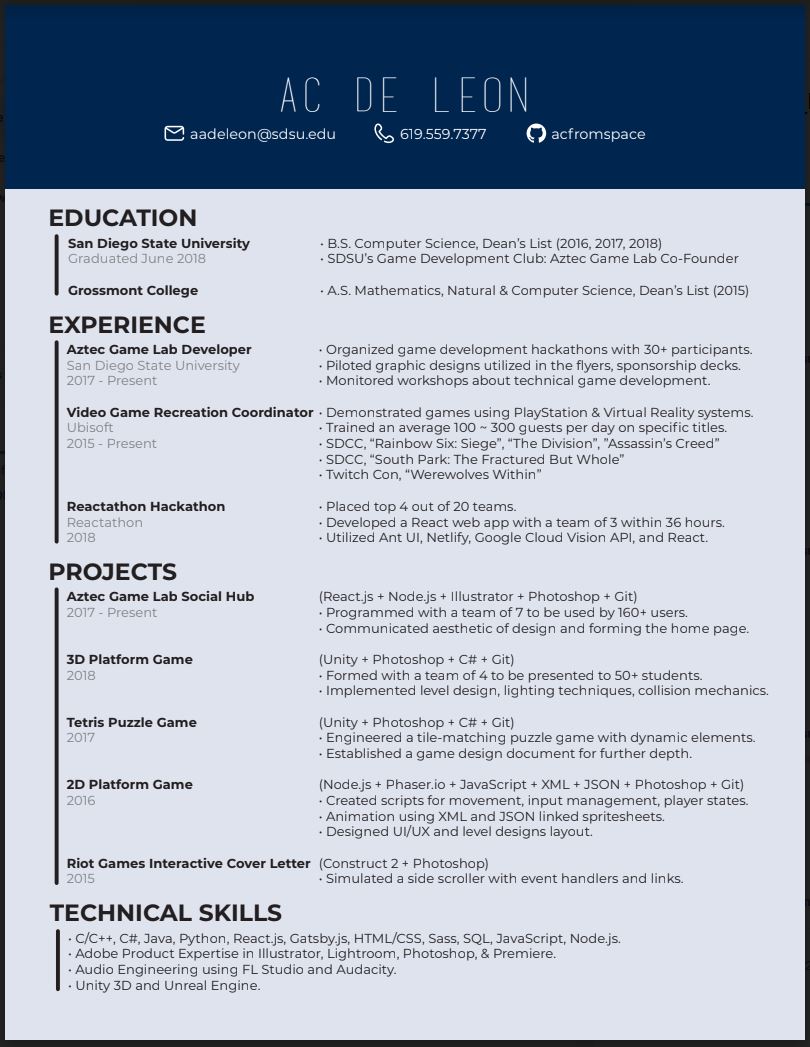 AC DE LEON
aadeleon@sdsu.edu 619.559.7377 acfromspace
EDUCATION
San Diego State University • B.S. Computer Science, Dean’s List (2016, 2017, 2018)
Graduated June 2018 • SDSU’s Game Development Club: Aztec Game Lab Co-Founder
Grossmont College • A.S. Mathematics, Natural & Computer Science, Dean’s List (2015)
EXPERIENCE
Aztec Game Lab Developer • Organized game development hackathons with 30+ participants.
San Diego State University • Piloted graphic designs utilized in the flyers, sponsorship decks.
2017 - Present • Monitored workshops about technical game development.
Video Game Recreation Coordinator • Demonstrated games using PlayStation & Virtual Reality systems.
Ubisoft • Trained an average 100 ~ 300 guests per day on specific titles.
2015 - Present • SDCC, “Rainbow Six: Siege”, “The Division”, ”Assassin’s Creed”
• SDCC, “South Park: The Fractured But Whole”
• Twitch Con, “Werewolves Within”
Reactathon Hackathon • Placed top 4 out of 20 teams.
Reactathon • Developed a React web app with a team of 3 within 36 hours.
2018 • Utilized Ant UI, Netlify, Google Cloud Vision API, and React.
PROJECTS
Aztec Game Lab Social Hub (React.js + Node.js + Illustrator + Photoshop + Git)
2017 - Present • Programmed with a team of 7 to be used by 160+ users.
• Communicated aesthetic of design and forming the home page.
3D Platform Game (Unity + Photoshop + C# + Git)
2018 • Formed with a team of 4 to be presented to 50+ students.
• Implemented level design, lighting techniques, collision mechanics.
Tetris Puzzle Game (Unity + Photoshop + C# + Git)
2017 • Engineered a tile-matching puzzle game with dynamic elements.
• Established a game design document for further depth.
2D Platform Game (Node.js + Phaser.io + JavaScript + XML + JSON + Photoshop + Git)
2016 • Created scripts for movement, input management, player states.
• Animation using XML and JSON linked spritesheets.
• Designed UI/UX and level designs layout.
Riot Games Interactive Cover Letter (Construct 2 + Photoshop)
2015 • Simulated a side scroller with event handlers and links.
TECHNICAL SKILLS
• C/C++, C#, Java, Python, React.js, Gatsby.js, HTML/CSS, Sass, SQL, JavaScript, Node.js.
• Adobe Product Expertise in Illustrator, Lightroom, Photoshop, & Premiere.
• Audio Engineering using FL Studio and Audacity.
• Unity 3D and Unreal Engine.